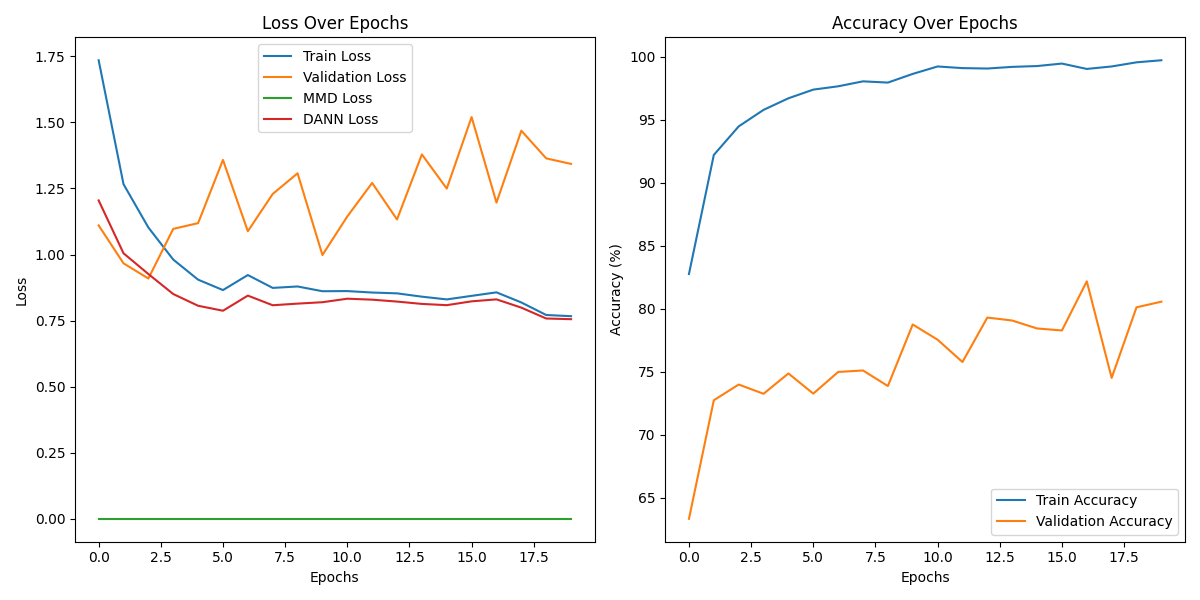 Loss Over Epochs
Train Loss
Validation Loss
MMD Loss
DANN Loss
1.75
1.50
1.25
1.00
0.75
0.50
0.25
0.00
Loss
0.0 2.5 5.0 7.5 10.0 12.5 15.0 17.5
Epochs
Accuracy Over Epochs
100
95
90
85
80
75
70
65
Accuracy (%)
Train Accuracy
Validation Accuracy
0.0 2.5 5.0 7.5 10.0 12.5 15.0 17.5
Epochs